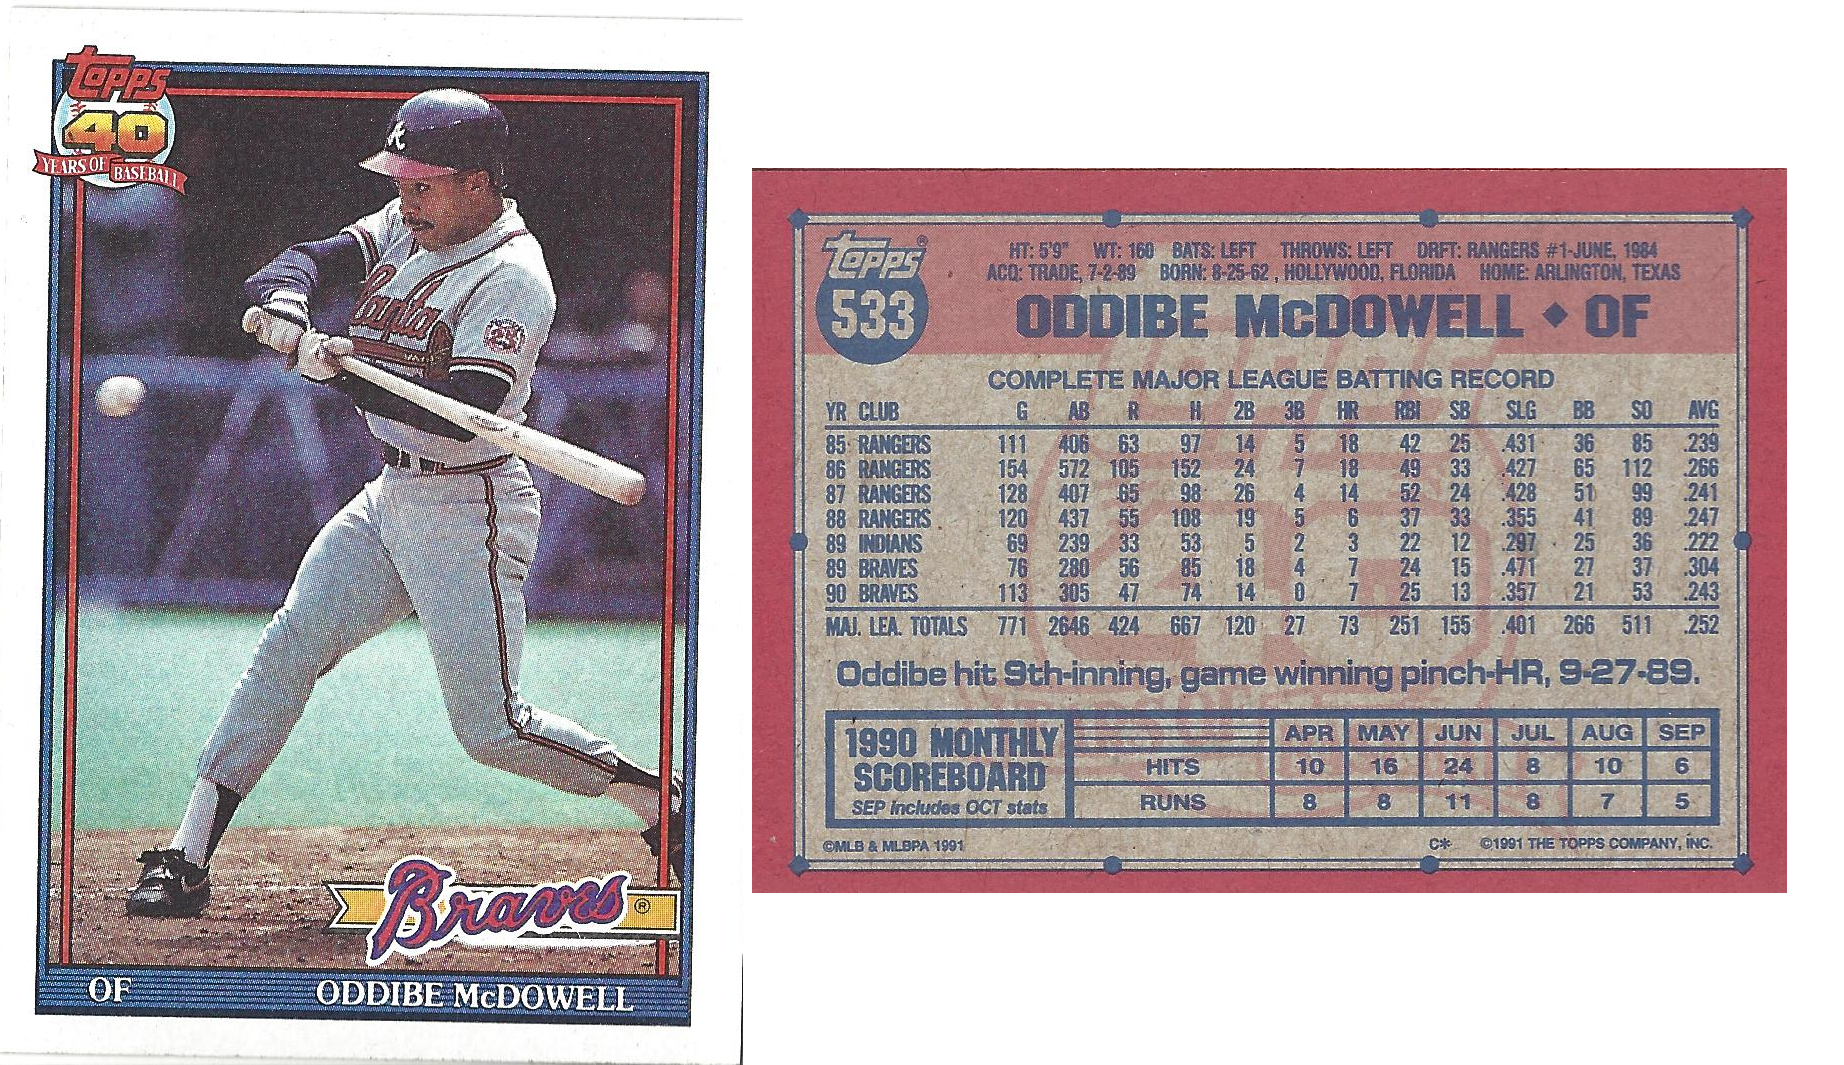 topps
40
YEARS OF BASEBALL
A
Atlanta
Braves ®
OF ODDIBE McDOWELL
topps ®
533
HT: 5'9" WT: 160 BATS: LEFT THROWS: LEFT DRFT: RANGERS #1-JUNE, 1984
ACQ: TRADE, 7-2-89 BORN: 8-25-62, HOLLYWOOD, FLORIDA HOME: ARLINGTON, TEXAS
ODDIBE McDOWELL ◆ OF
COMPLETE MAJOR LEAGUE BATTING RECORD
YR CLUB G AB R H 2B 3B HR RBI SB SLG BB SO AVG
85 RANGERS 111 406 63 97 14 5 18 42 25 .431 36 85 .239
86 RANGERS 154 572 105 152 24 7 18 49 33 .427 65 112 .266
87 RANGERS 128 407 65 98 26 4 14 52 24 .428 51 99 .241
88 RANGERS 120 437 55 108 19 5 6 37 33 .355 41 89 .247
89 INDIANS 69 239 33 53 5 2 3 22 12 .297 25 36 .222
89 BRAVES 76 280 56 85 18 4 7 24 15 .471 27 37 .304
90 BRAVES 113 305 47 74 14 0 7 25 13 .357 21 53 .243
MAJ. LEA. TOTALS 771 2646 424 667 120 27 73 251 155 .401 266 511 .252
Oddibe hit 9th-inning, game winning pinch-HR, 9-27-89.
1990 MONTHLY SCOREBOARD
SEP includes OCT stats
APR MAY JUN JUL AUG SEP
HITS 10 16 24 8 10 6
RUNS 8 8 11 8 7 5
©MLB & MLBPA 1991 C* ©1991 THE TOPPS COMPANY, INC.